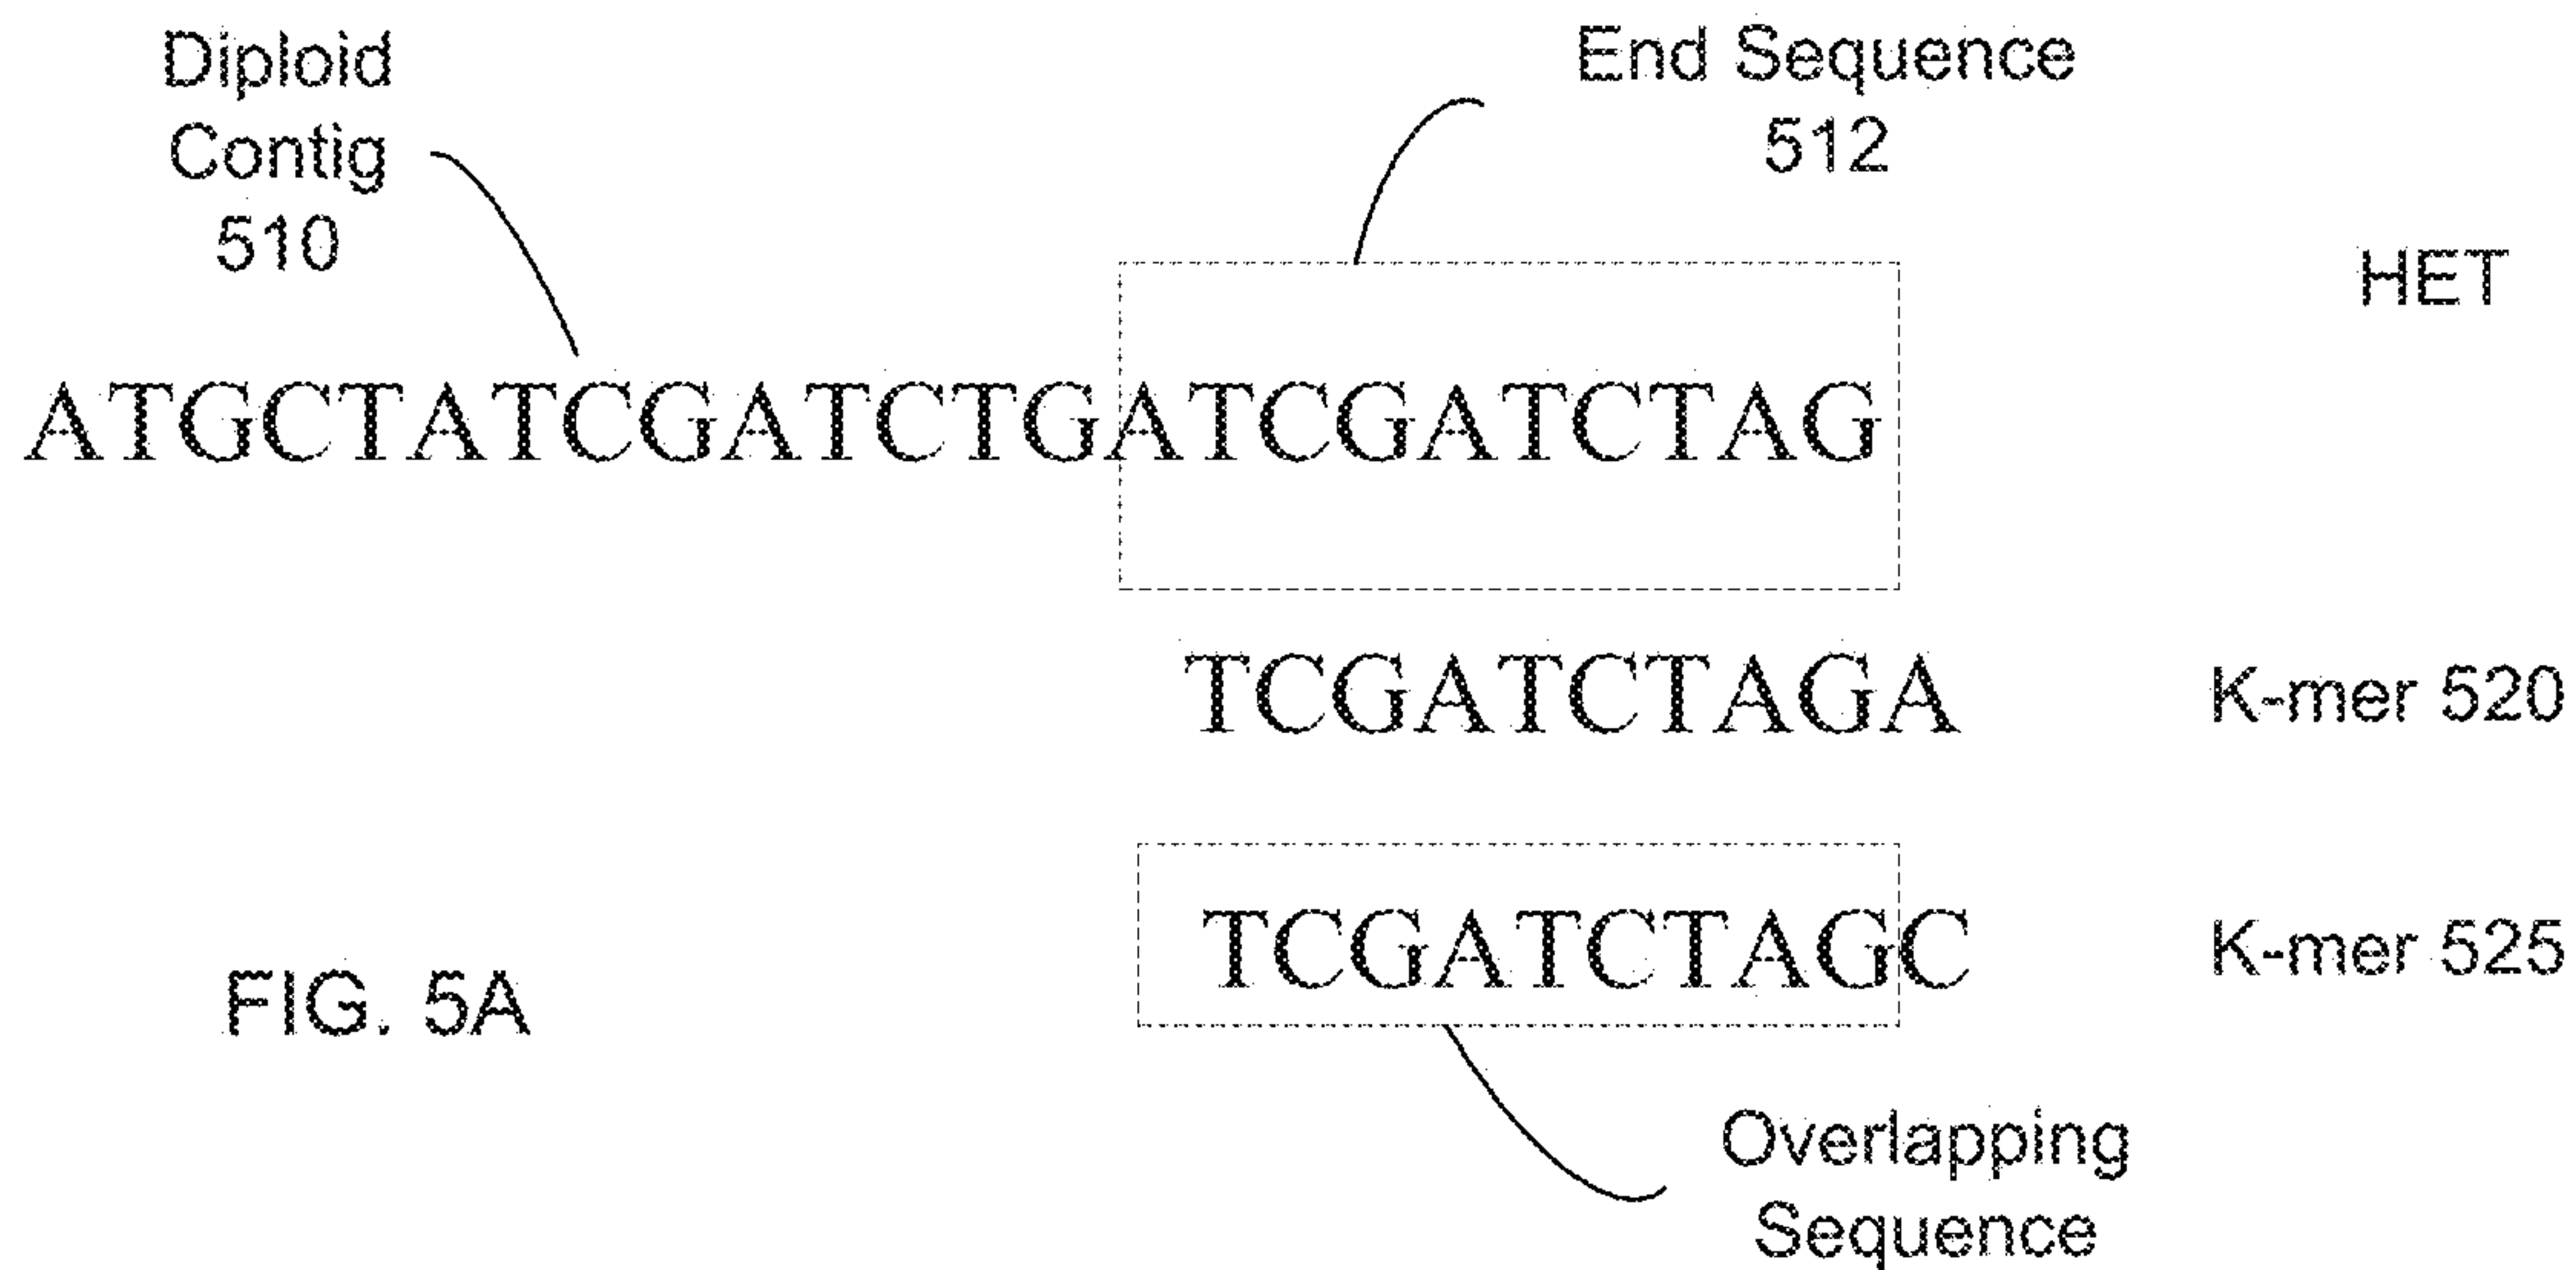 Diploid
Contig
510
End Sequence
512
HET
ATGCTATCGATCTGATCGATCTAG
TCGATCTAGA
K-mer 520
TCGATCTAGC
K-mer 525
FIG. 5A
Overlapping
Sequence